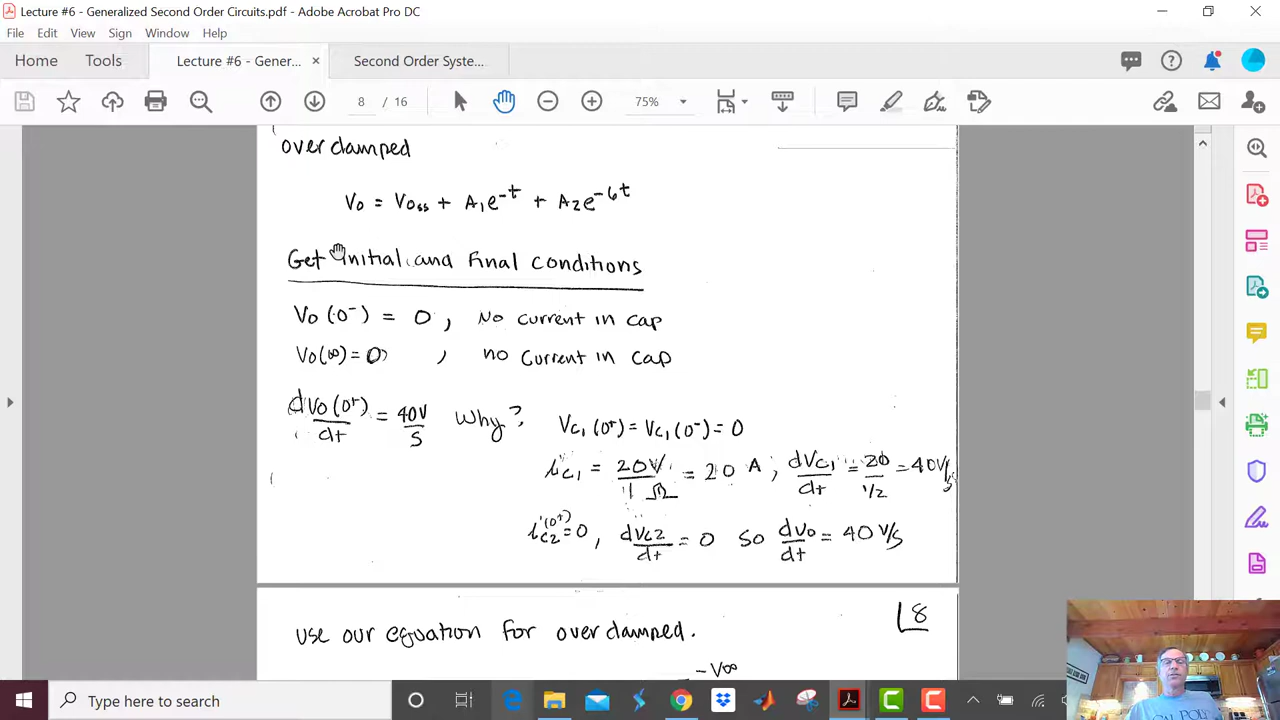 Lecture #6 - Generalized Second Order Circuits.pdf - Adobe Acrobat Pro DC
File Edit View Sign Window Help
Home Tools Lecture #6 - Gener... × Second Order Syste...
8 / 16 75%
overdamped
Vo = Voss + A1e^-t + A2e^-6t
Get initial and Final conditions
Vo(0-) = 0, No current in cap
Vo(∞) = 0, no current in cap
dVo(0+)/dt = 40V/s Why? Vc1(0+) = Vc1(0-) = 0
ic1 = 20V/1Ω = 20 A ; dVc1/dt = 20/1/2 = 40V/s
ic2(0+) = 0, dVc2/dt = 0 so dvo/dt = 40 V/s
L8
use our equation for overdamped.
-V∞
Type here to search
CAL POLY